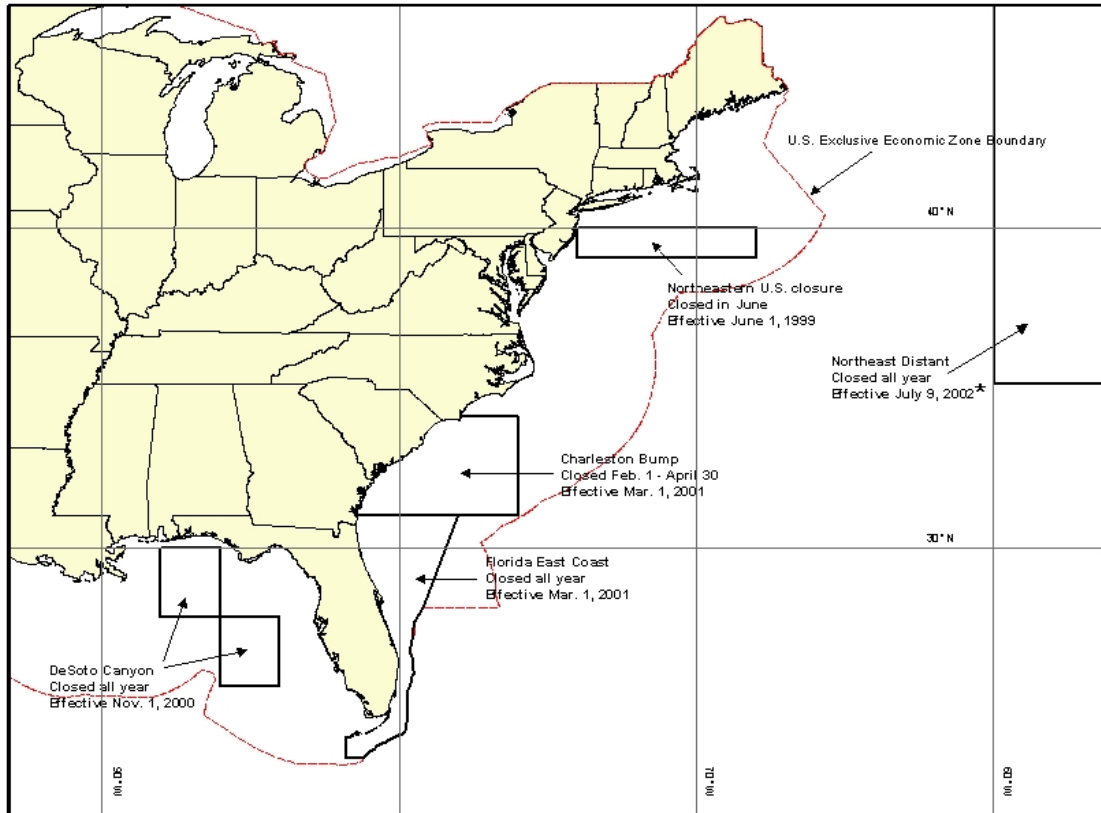 U.S. Exclusive Economic Zone Boundary
40° N
Northeastern U.S. closure
Closed in June
Effective June 1, 1999
Northeast Distant
Closed all year
Effective July 9, 2002*
Charleston Bump
Closed Feb. 1 - April 30
Effective Mar. 1, 2001
30° N
Florida East Coast
Closed all year
Effective Mar. 1, 2001
DeSoto Canyon
Closed all year
Effective Nov. 1, 2000
90° W
70° W
60° W